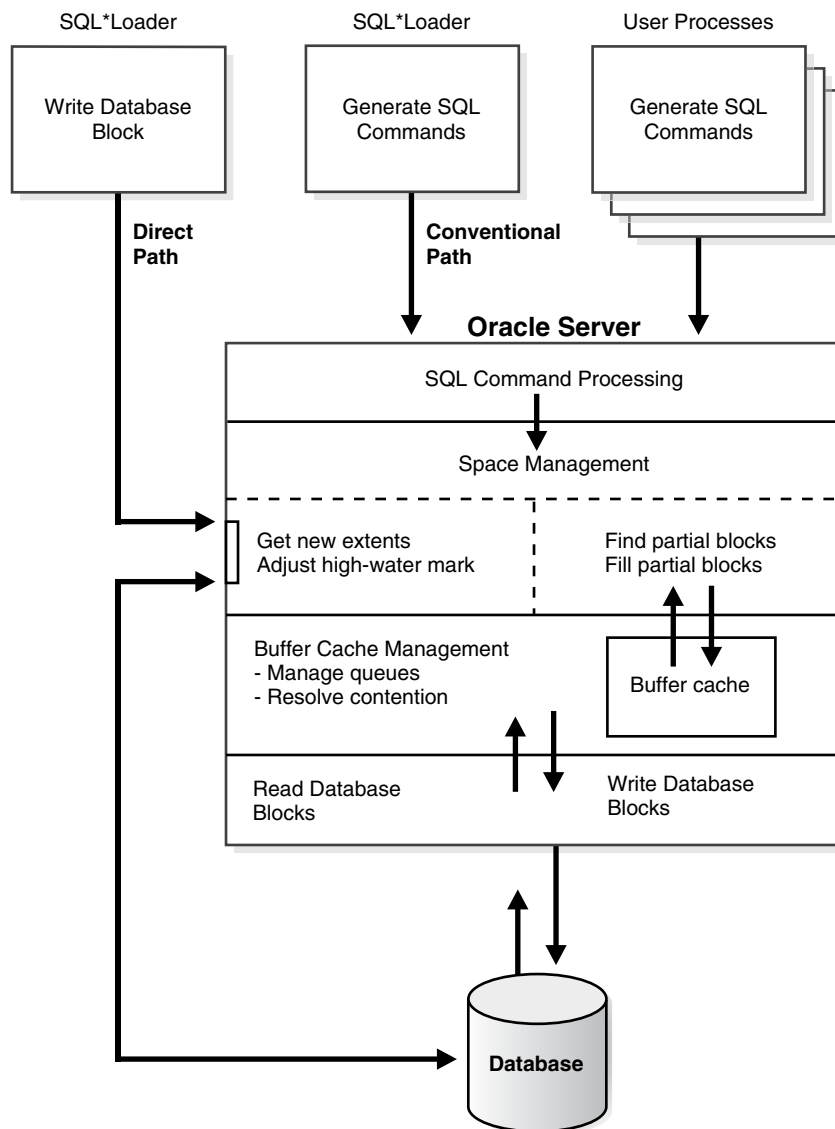 SQL*Loader
SQL*Loader
User Processes
Write Database
Block
Generate SQL
Commands
Generate SQL
Commands
Direct
Path
Conventional
Path
Oracle Server
SQL Command Processing
Space Management
Get new extents
Adjust high-water mark
Find partial blocks
Fill partial blocks
Buffer Cache Management
- Manage queues
- Resolve contention
Buffer cache
Read Database
Blocks
Write Database
Blocks
Database